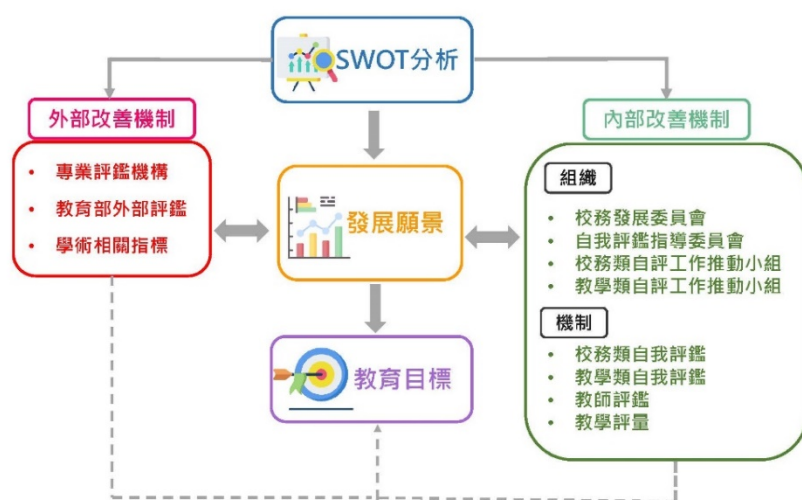 SWOT分析
外部改善機制
• 專業評鑑機構
• 教育部外部評鑑
• 學術相關指標
發展願景
教育目標
內部改善機制
組織
• 校務發展委員會
• 自我評鑑指導委員會
• 校務類自評工作推動小組
• 教學類自評工作推動小組
機制
• 校務類自我評鑑
• 教學類自我評鑑
• 教師評鑑
• 教學評量